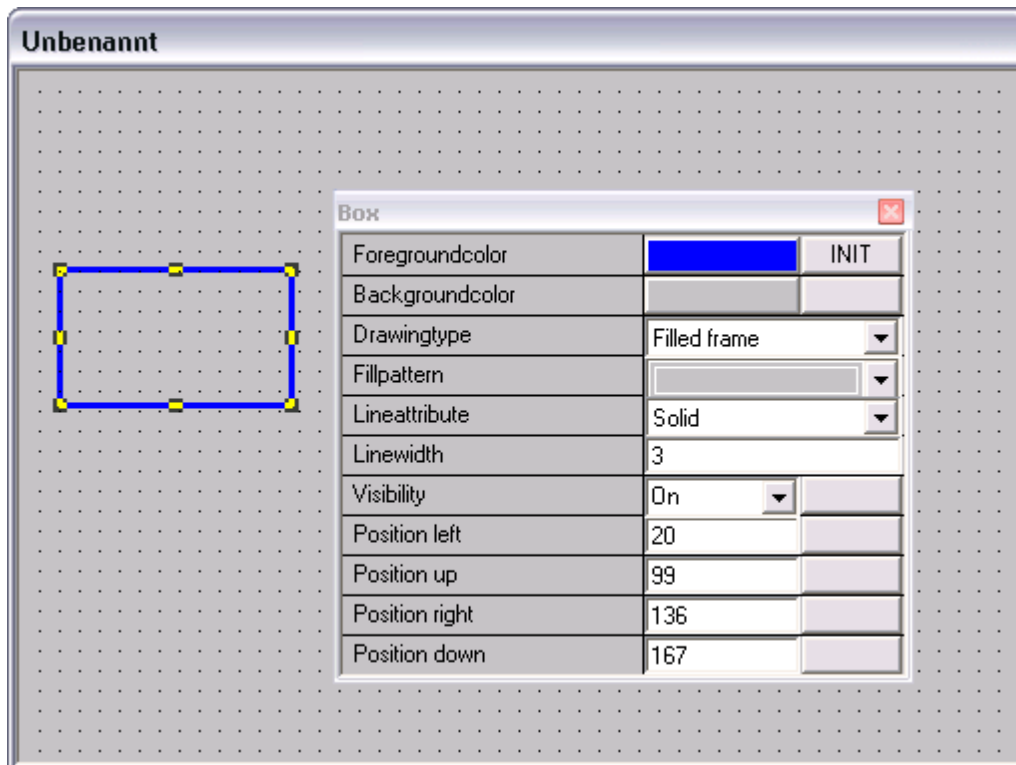 Unbenannt
Box
Foregroundcolor INIT
Backgroundcolor
Drawingtype Filled frame
Fillpattern
Lineattribute Solid
Linewidth 3
Visibility On
Position left 20
Position up 99
Position right 136
Position down 167